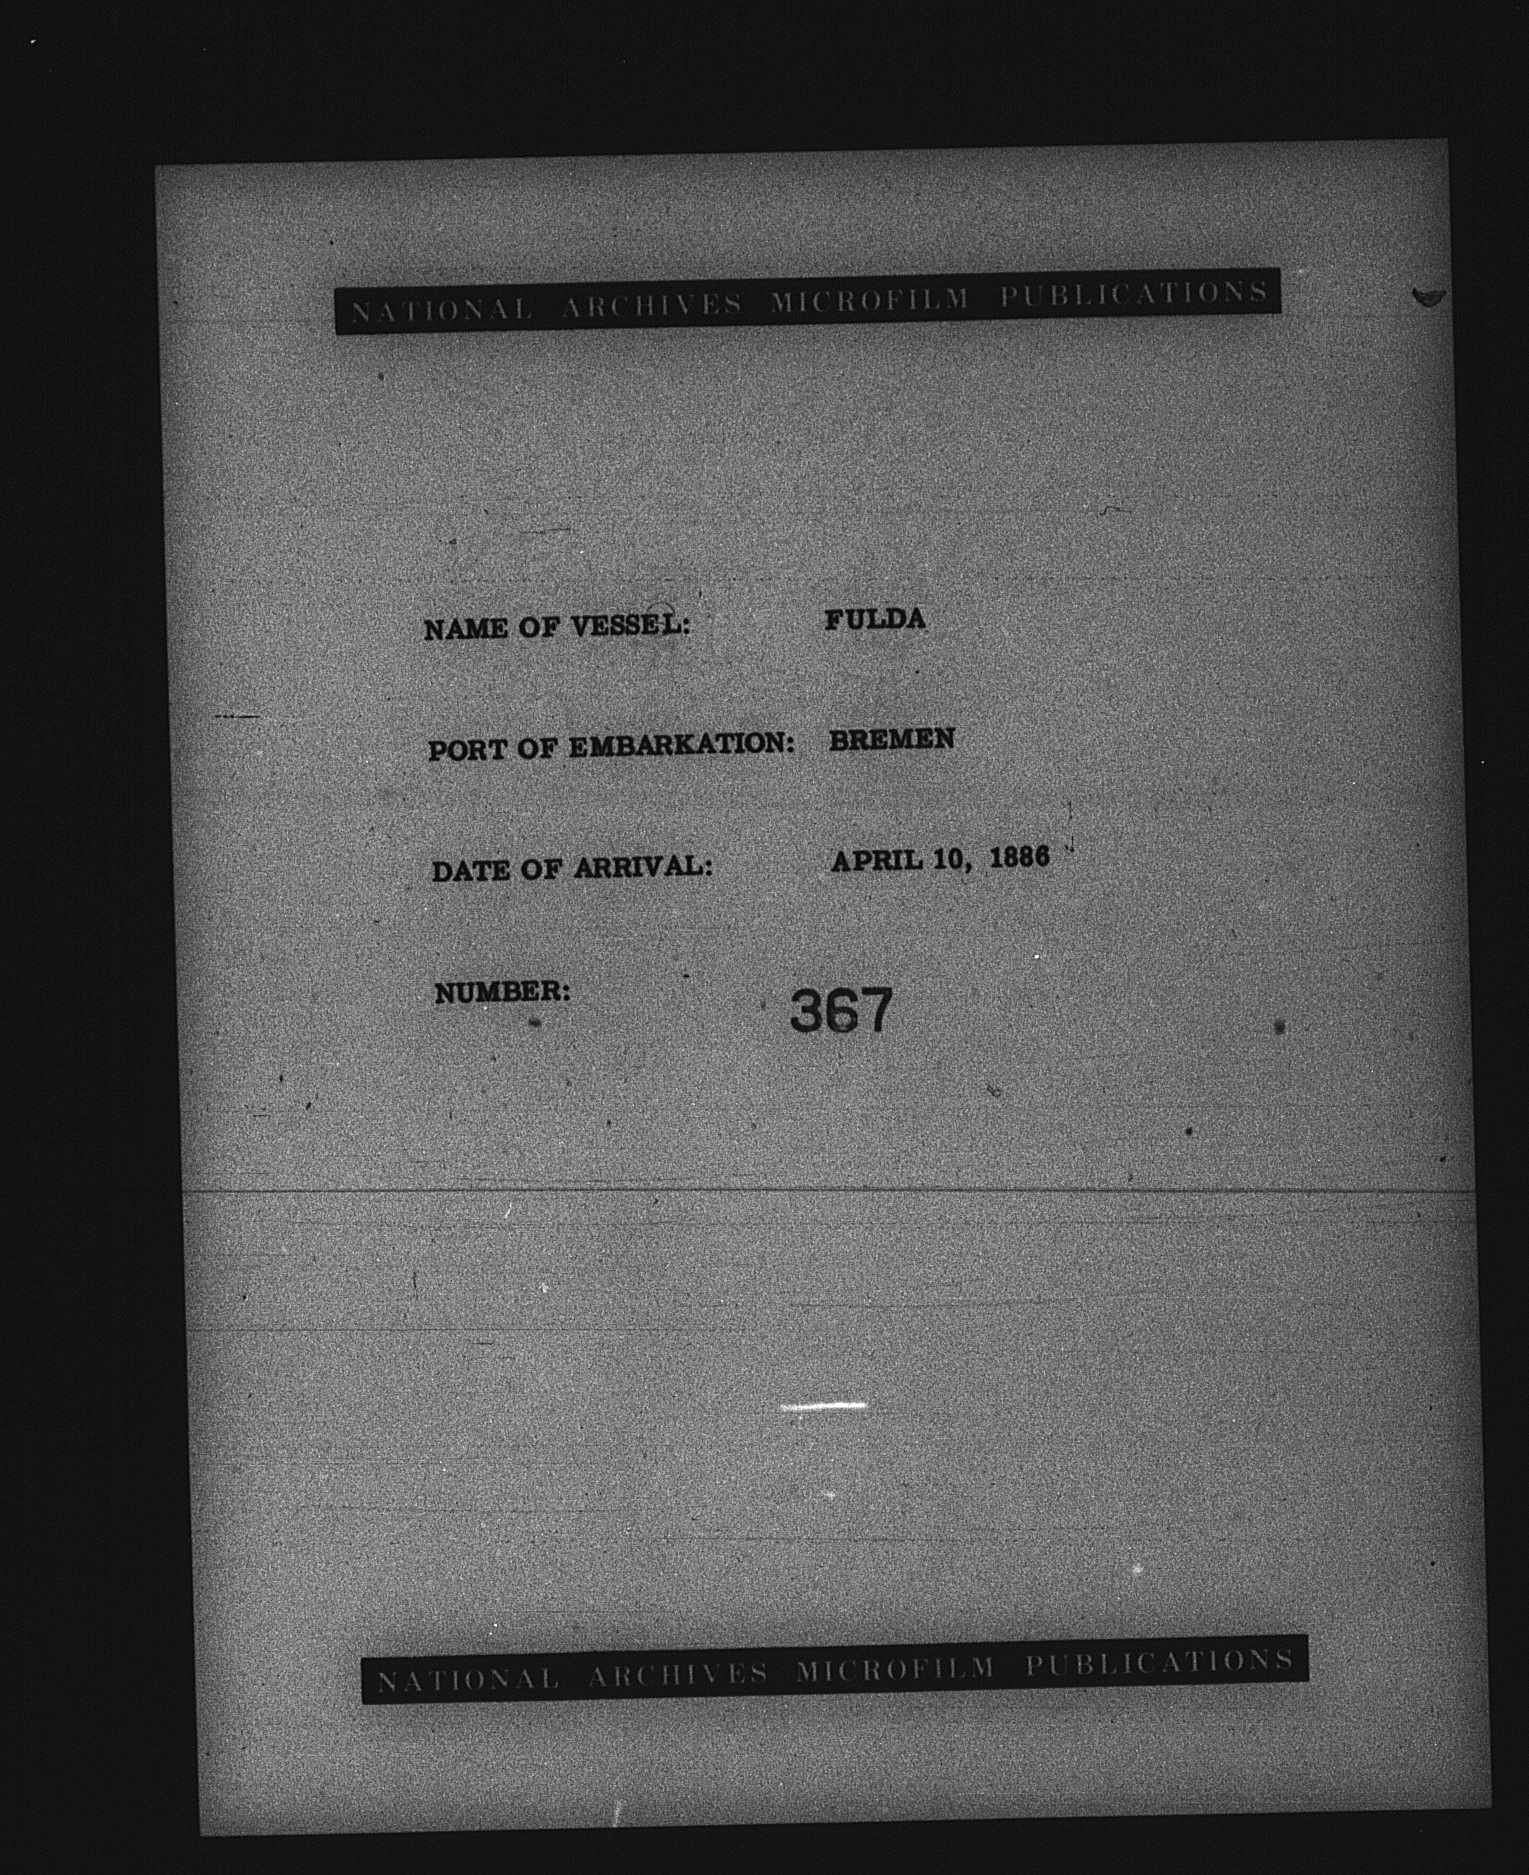 NATIONAL ARCHIVES MICROFILM PUBLICATIONS
NAME OF VESSEL: FULDA
PORT OF EMBARKATION: BREMEN
DATE OF ARRIVAL: APRIL 10, 1886
NUMBER: 367
NATIONAL ARCHIVES MICROFILM PUBLICATIONS